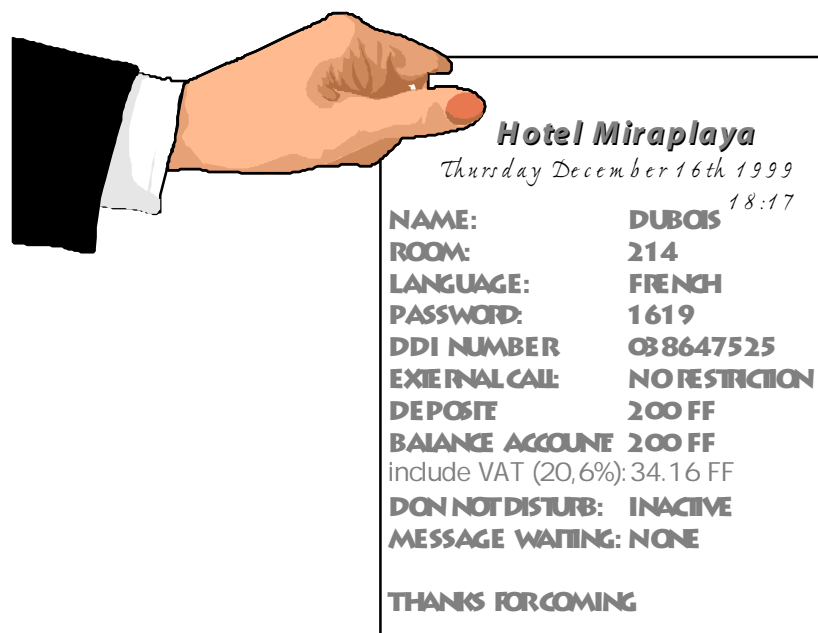 Hotel Miraplaya
Thursday December 16th 1999
18:17
NAME: DUBOIS
ROOM: 214
LANGUAGE: FRENCH
PASSWORD: 1619
DDI NUMBER 038647525
EXTERNAL CALL: NO RESTRICTION
DEPOSITE 200 FF
BALANCE ACCOUNT 200 FF
include VAT (20,6%): 34.16 FF
DON NOT DISTURB: INACTIVE
MESSAGE WAITING: NONE
THANKS FOR COMING